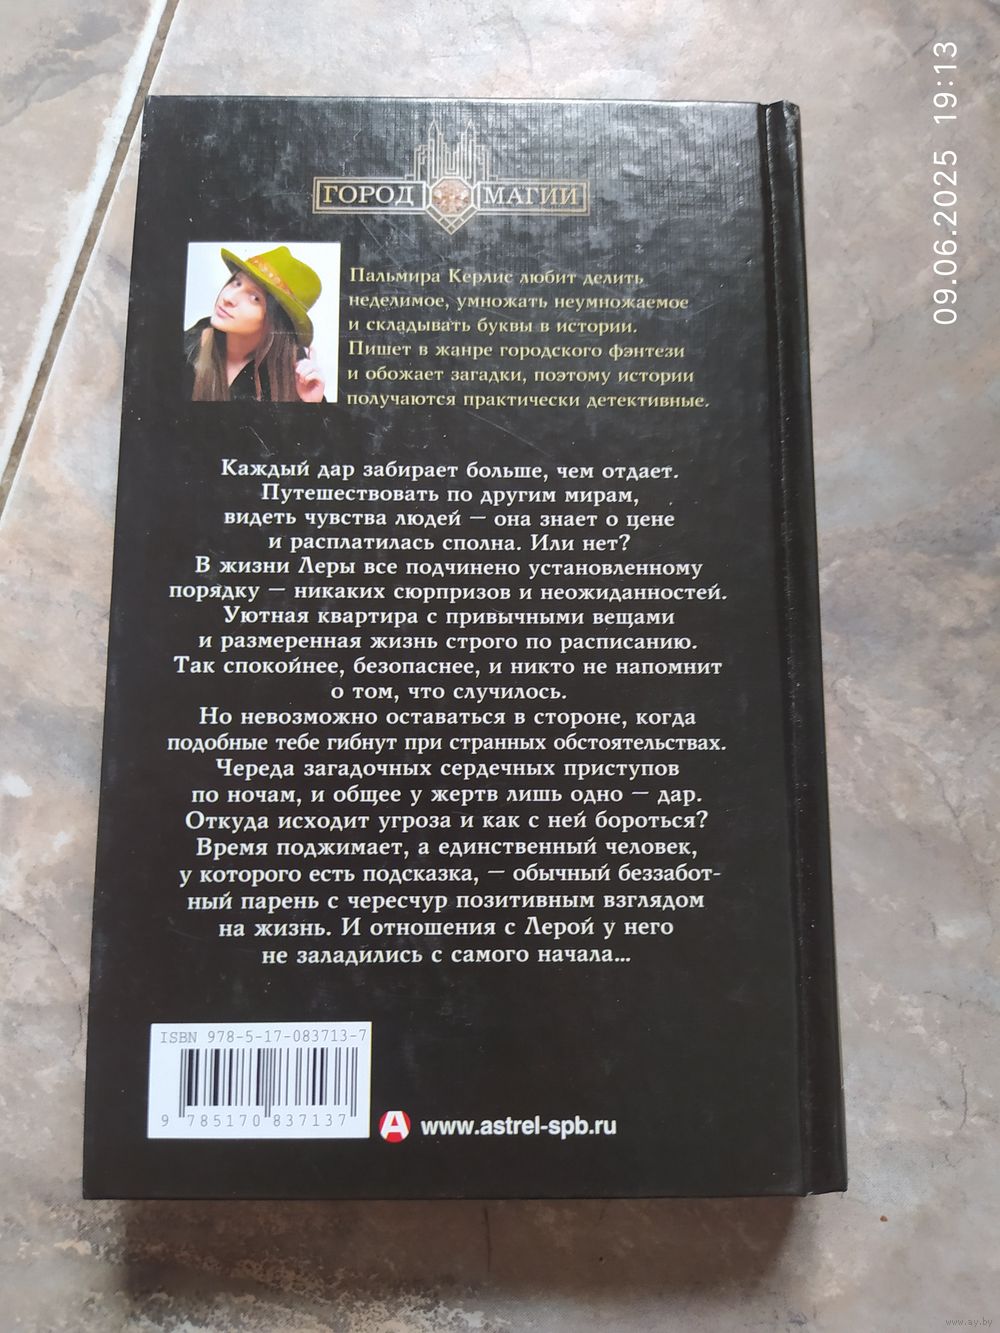 09.06.2025 19:13
ГОРОД МАГИИ
Пальмира Керлис любит делить
неделимое, умножать неумножаемое
и складывать буквы в истории.
Пишет в жанре городского фэнтези
и обожает загадки, поэтому истории
получаются практически детективные.
Каждый дар забирает больше, чем отдает.
Путешествовать по другим мирам,
видеть чувства людей — она знает о цене
и расплатилась сполна. Или нет?
В жизни Леры все подчинено установленному
порядку — никаких сюрпризов и неожиданностей.
Уютная квартира с привычными вещами
и размеренная жизнь строго по расписанию.
Так спокойнее, безопаснее, и никто не напомнит
о том, что случилось.
Но невозможно оставаться в стороне, когда
подобные тебе гибнут при странных обстоятельствах.
Череда загадочных сердечных приступов
по ночам, и общее у жертв лишь одно — дар.
Откуда исходит угроза и как с ней бороться?
Время поджимает, а единственный человек,
у которого есть подсказка, — обычный беззабот-
ный парень с чересчур позитивным взглядом
на жизнь. И отношения с Лерой у него
не заладились с самого начала...
ISBN 978-5-17-083713-7
9 785170 837137
A www.astrel-spb.ru
www.ay.by